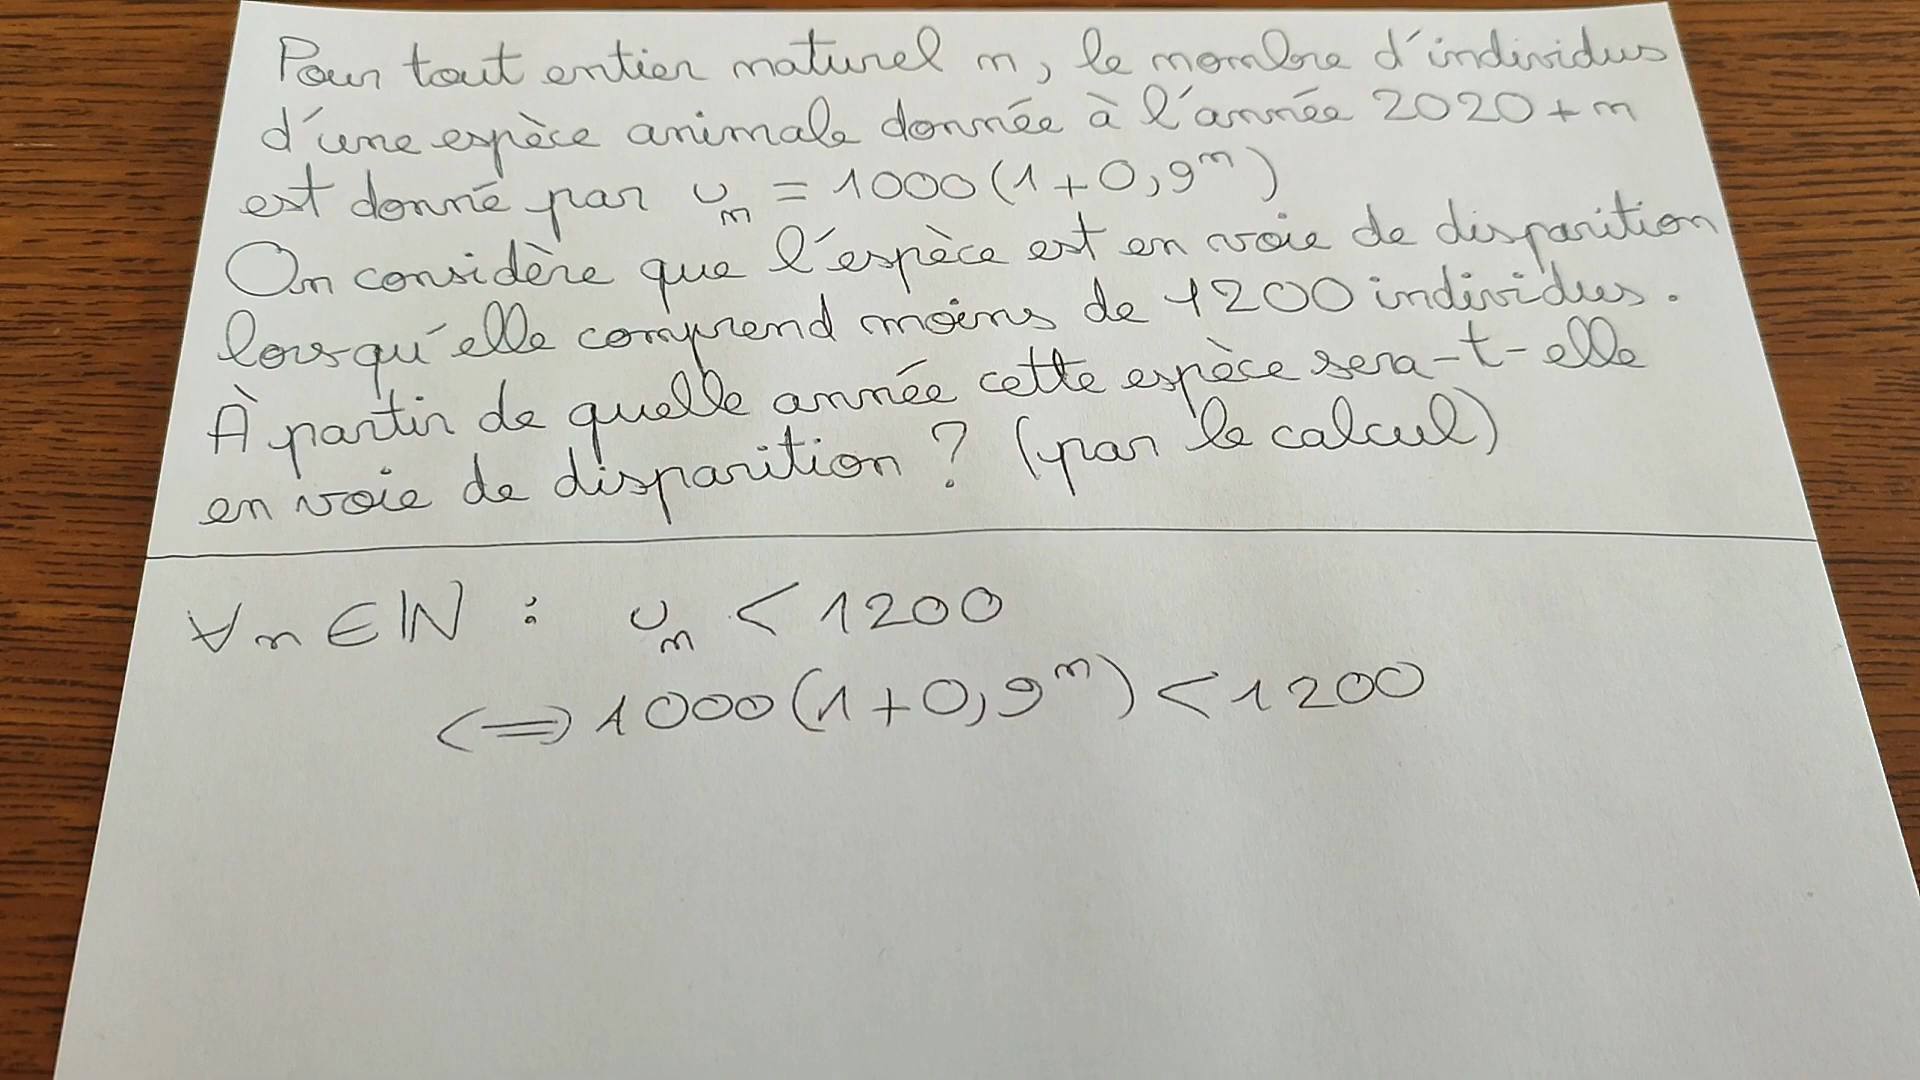 Pour tout entier naturel n, le nombre d'individus
d'une espèce animale donnée à l'année 2020 + n
est donné par uₙ = 1000(1+0,9ⁿ)
On considère que l'espèce est en voie de disparition
lorsqu'elle comprend moins de 1200 individus.
À partir de quelle année cette espèce sera-t-elle
en voie de disparition ? (par le calcul)
∀n ∈ ℕ : uₙ < 1200
⟺ 1000(1+0,9ⁿ) < 1200